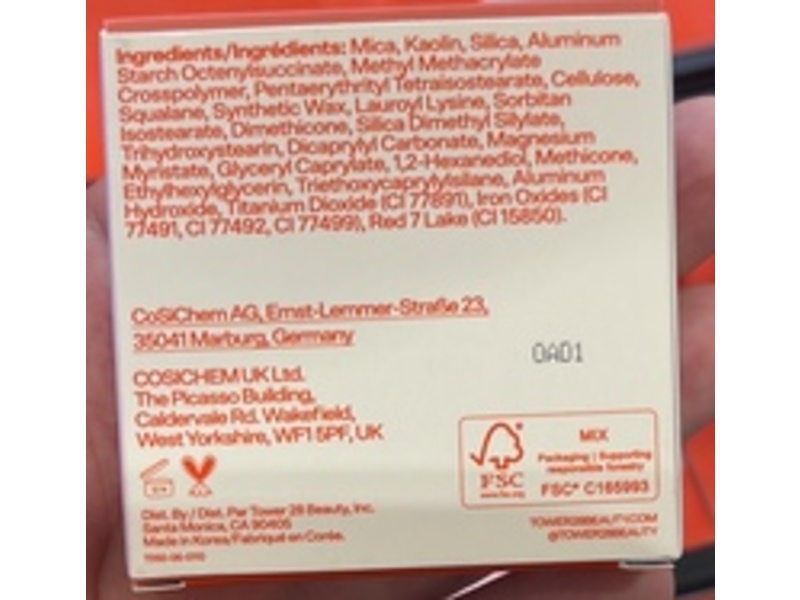 Ingredients/Ingrédients: Mica, Kaolin, Silica, Aluminum
Starch Octenylsuccinate, Methyl Methacrylate
Crosspolymer, Pentaerythrityl Tetraisostearate, Cellulose,
Squalane, Synthetic Wax, Lauroyl Lysine, Sorbitan
Isostearate, Dimethicone, Silica Dimethyl Silylate,
Trihydroxystearin, Dicaprylyl Carbonate, Magnesium
Myristate, Glyceryl Caprylate, 1,2-Hexanediol, Methicone,
Ethylhexylglycerin, Triethoxycaprylylsilane, Aluminum
Hydroxide, Titanium Dioxide (CI 77891), Iron Oxides (CI
77491, CI 77492, CI 77499), Red 7 Lake (CI 15850).
CoSiChem AG, Ernst-Lemmer-Straße 23,
35041 Marburg, Germany
0A01
COSICHEM UK Ltd.
The Picasso Building,
Caldervale Rd. Wakefield,
West Yorkshire, WF1 5PF, UK
FSC
www.fsc.org
MIX
Packaging | Supporting
responsible forestry
FSC® C165993
Dist. By / Dist. Par Tower 28 Beauty, Inc.
Santa Monica, CA 90405
Made in Korea/Fabriqué en Corée.
TOWER28BEAUTY.COM
@TOWER28BEAUTY